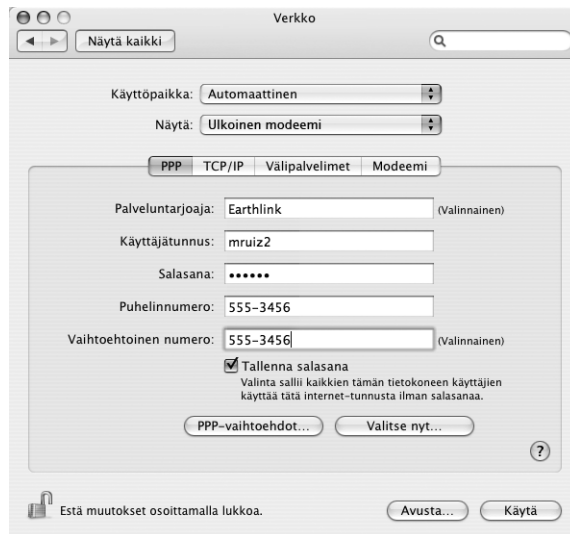 Verkko
Näytä kaikki
Käyttöpaikka: Automaattinen
Näytä: Ulkoinen modeemi
PPP TCP/IP Välipalvelimet Modeemi
Palveluntarjoaja: Earthlink (Valinnainen)
Käyttäjätunnus: mruiz2
Salasana: ••••••
Puhelinnumero: 555-3456
Vaihtoehtoinen numero: 555-3456 (Valinnainen)
Tallenna salasana
Valinta sallii kaikkien tämän tietokoneen käyttäjien
käyttää tätä internet-tunnusta ilman salasanaa.
PPP-vaihtoehdot... Valitse nyt...
?
Estä muutokset osoittamalla lukkoa. Avusta... Käytä